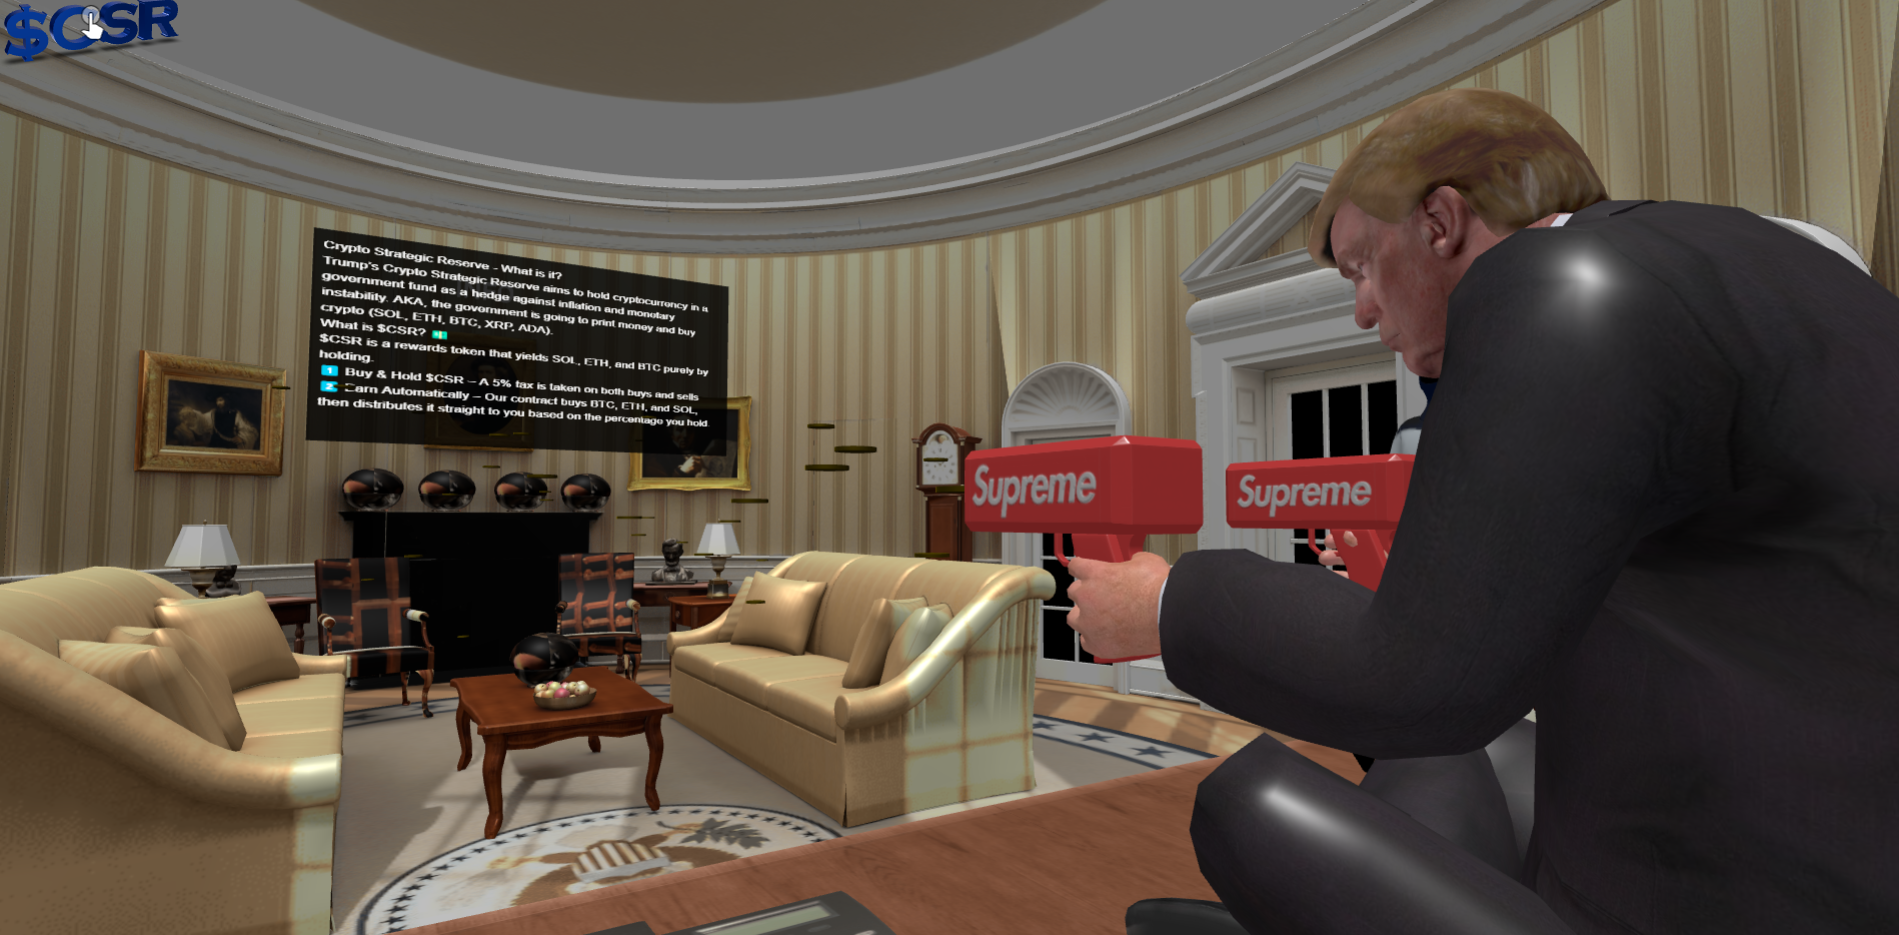 $CSR
Crypto Strategic Reserve - What is it?
Trump's Crypto Strategic Reserve aims to hold cryptocurrency in a
government fund as a hedge against inflation and monetary
instability. AKA, the government is going to print money and buy
crypto (SOL, ETH, BTC, XRP, ADA).
What is $CSR?
$CSR is a rewards token that yields SOL, ETH, and BTC purely by
holding.
1 Buy & Hold $CSR – A 5% tax is taken on both buys and sells
2 Earn Automatically – Our contract buys BTC, ETH, and SOL,
then distributes it straight to you based on the percentage you hold
Supreme
Supreme